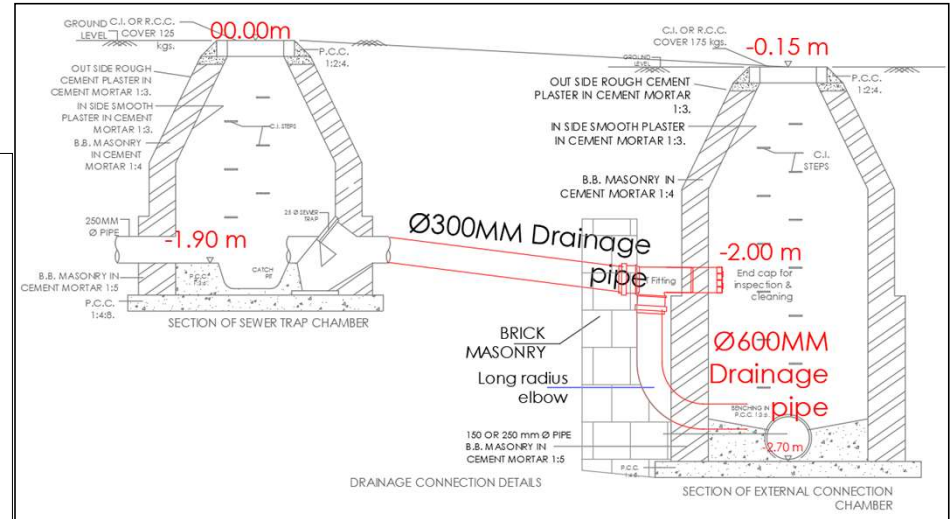 GROUND
LEVEL
C.I. OR R.C.C.
COVER 125
kgs.
00.00m
P.C.C.
1:2:4.
OUT SIDE ROUGH
CEMENT PLASTER IN
CEMENT MORTAR
1:3.
IN SIDE SMOOTH
PLASTER IN CEMENT
MORTAR 1:3.
B.B. MASONRY
IN CEMENT
MORTAR 1:4
C.I. STEPS
250MM
Ø PIPE
-1.90 m
25 Ø SEWER
TRAP
CATCH
PIT
P.C.C.
B.B. MASONRY IN
CEMENT MORTAR 1:5
P.C.C.
1:4:8.
SECTION OF SEWER TRAP CHAMBER
Ø300MM Drainage
pipe
C.I. OR R.C.C.
COVER 175 kgs.
-0.15 m
GROUND
LEVEL
P.C.C.
1:2:4.
OUT SIDE ROUGH CEMENT
PLASTER IN CEMENT MORTAR
1:3.
IN SIDE SMOOTH PLASTER
IN CEMENT MORTAR 1:3.
C.I.
STEPS
B.B. MASONRY IN
CEMENT MORTAR 1:4
-2.00 m
Fitting
End cap for
inspection &
cleaning
BRICK
MASONRY
Long radius
elbow
Ø600MM
Drainage
pipe
BENCHING IN
P.C.C.
150 OR 250 mm Ø PIPE
B.B. MASONRY IN
CEMENT MORTAR 1:5
-2.70 m
P.C.C.
DRAINAGE CONNECTION DETAILS
SECTION OF EXTERNAL CONNECTION
CHAMBER